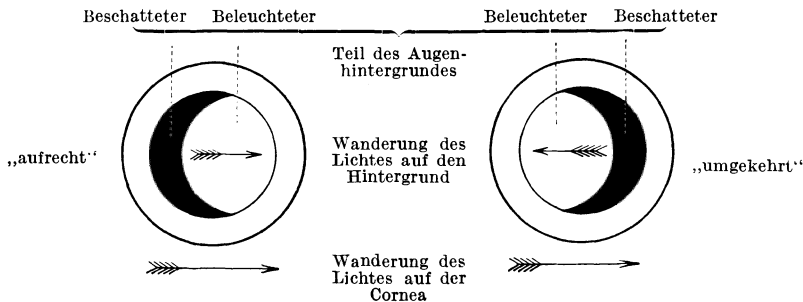 Beschatteter Beleuchteter Beleuchteter Beschatteter
Teil des Augen-
hintergrundes
„aufrecht“
Wanderung des
Lichtes auf den
Hintergrund
„umgekehrt“
Wanderung des
Lichtes auf der
Cornea